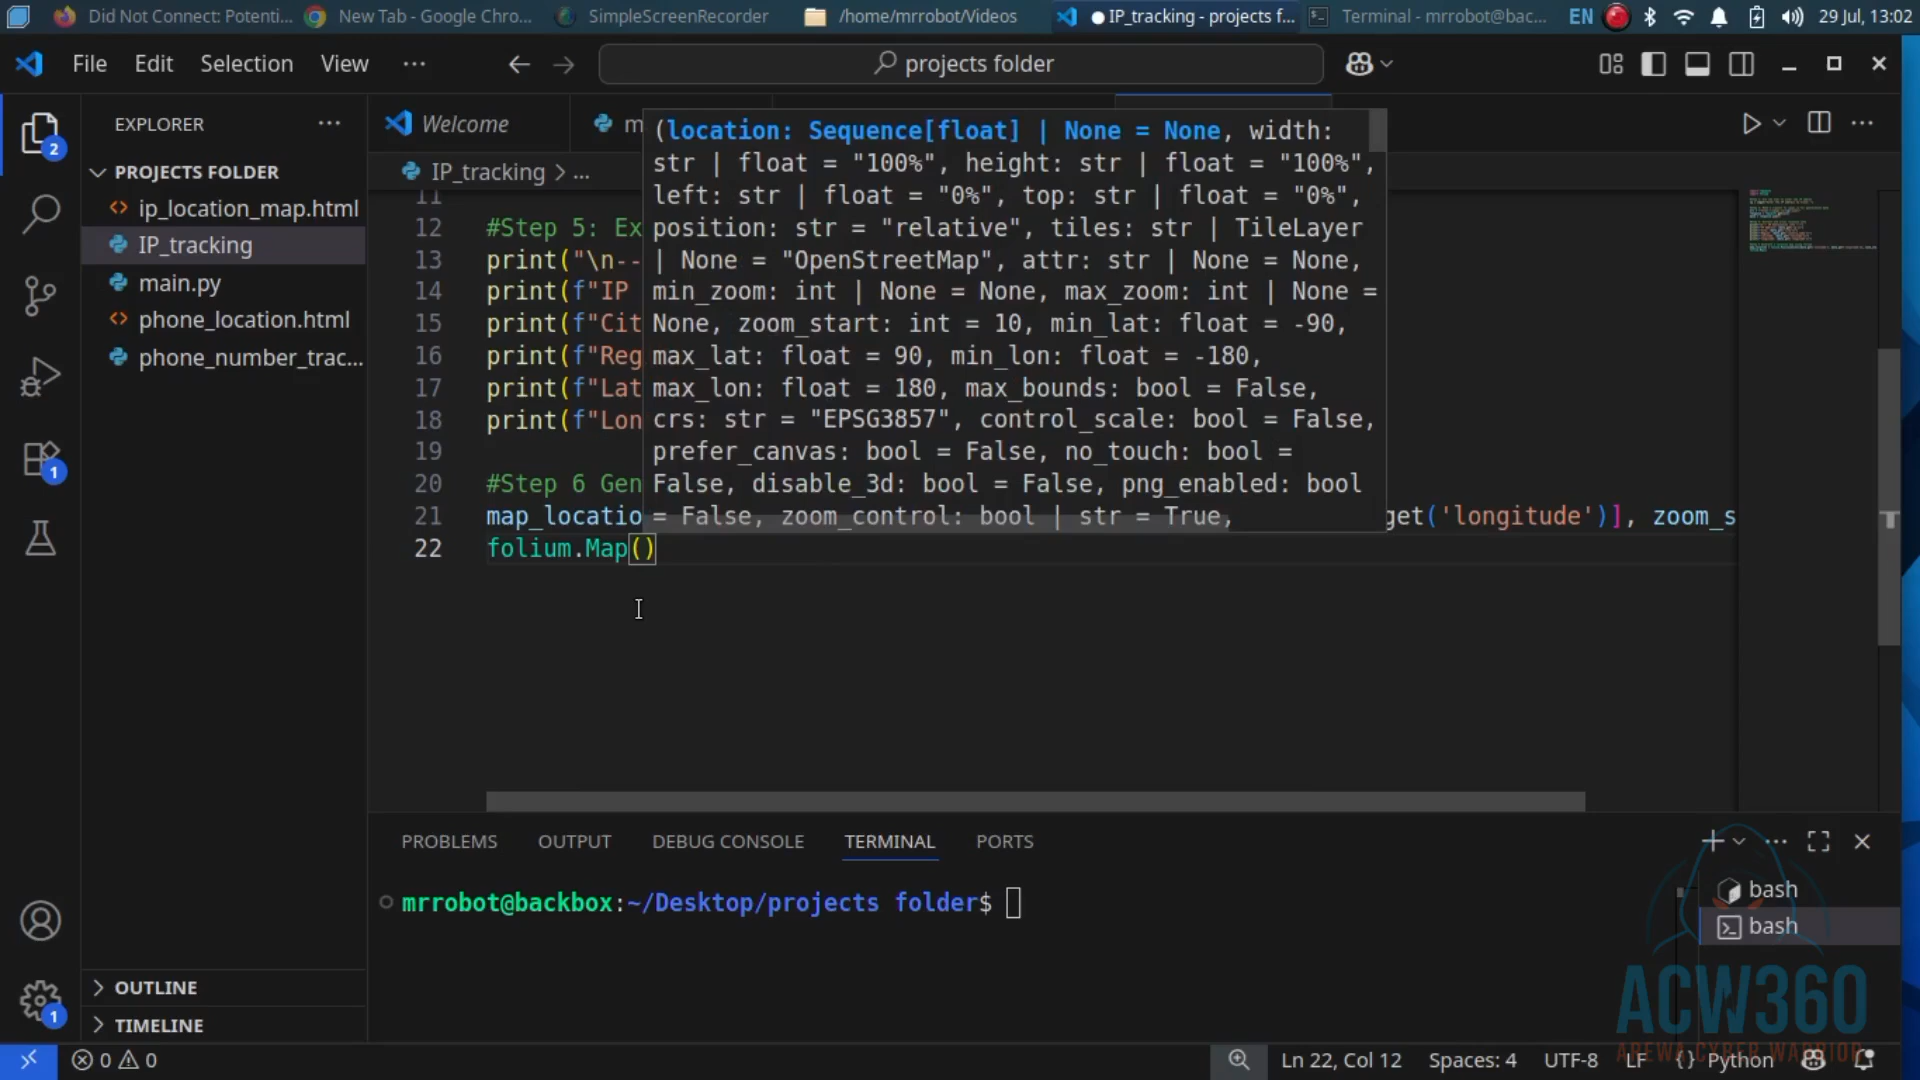 Did Not Connect: Potenti... New Tab - Google Chro... SimpleScreenRecorder /home/mrrobot/Videos ● IP_tracking - projects f... Terminal - mrrobot@bac... EN 29 Jul, 13:02
File Edit Selection View ··· projects folder
EXPLORER ···
PROJECTS FOLDER
ip_location_map.html
IP_tracking
main.py
phone_location.html
phone_number_trac...
OUTLINE
TIMELINE
2
1
1
Welcome m
IP_tracking > ...
11
12 #Step 5: Ex
13 print("\n--
14 print(f"IP
15 print(f"Cit
16 print(f"Reg
17 print(f"Lat
18 print(f"Lon
19
20 #Step 6 Gen
21 map_locatio get('longitude')], zoom_s
22 folium.Map()
(location: Sequence[float] | None = None, width:
str | float = "100%", height: str | float = "100%",
left: str | float = "0%", top: str | float = "0%",
position: str = "relative", tiles: str | TileLayer
| None = "OpenStreetMap", attr: str | None = None,
min_zoom: int | None = None, max_zoom: int | None =
None, zoom_start: int = 10, min_lat: float = -90,
max_lat: float = 90, min_lon: float = -180,
max_lon: float = 180, max_bounds: bool = False,
crs: str = "EPSG3857", control_scale: bool = False,
prefer_canvas: bool = False, no_touch: bool =
False, disable_3d: bool = False, png_enabled: bool
= False, zoom_control: bool | str = True,
PROBLEMS OUTPUT DEBUG CONSOLE TERMINAL PORTS
mrrobot@backbox:~/Desktop/projects folder$
bash
bash
ACW360
AREWA CYBER WARRIOR
0 0 Ln 22, Col 12 Spaces: 4 UTF-8 LF {} Python